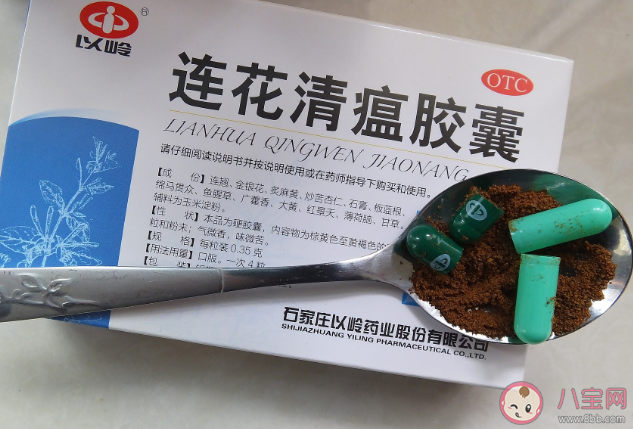 以岭
®
OTC
连花清瘟胶囊
LIANHUA QINGWEN JIAONANG
请仔细阅读说明书并按说明使用或在药师指导下购买和使用。
【成 份】连翘、金银花、炙麻黄、炒苦杏仁、石膏、板蓝根、
绵马贯众、鱼腥草、广藿香、大黄、红景天、薄荷脑、甘草。
辅料为玉米淀粉。
【性 状】本品为硬胶囊，内容物为棕黄色至黄褐色的
粒和粉末；气微香，味微苦。
【规 格】每粒装0.35克
【用法用量】口服。一次4粒
【包 装】
石家庄以岭药业股份有限公司
SHIJIAZHUANG YILING PHARMACEUTICAL CO.,LTD.
八宝网
www.8bb.com